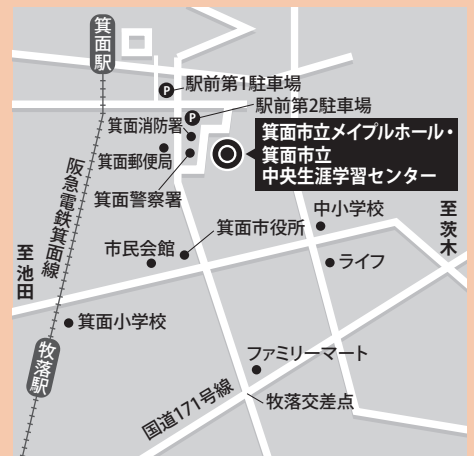 箕面駅
P 駅前第1駐車場
P 駅前第2駐車場
箕面消防署
箕面郵便局
箕面警察署
箕面市立メイプルホール・
箕面市立
中央生涯学習センター
阪急電鉄箕面線
至池田
中小学校
至茨木
箕面市役所
市民会館
ライフ
箕面小学校
牧落駅
ファミリーマート
国道171号線
牧落交差点